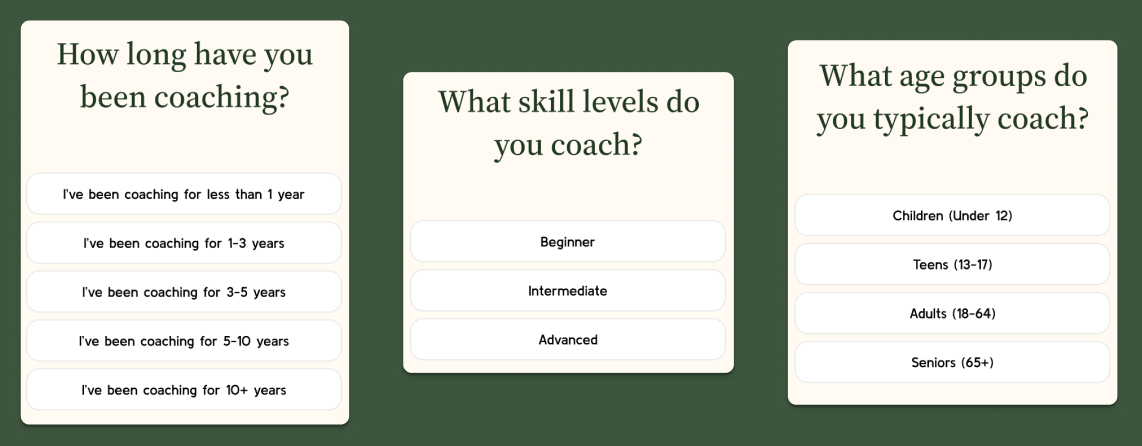 How long have you
been coaching?
I've been coaching for less than 1 year
I've been coaching for 1-3 years
I've been coaching for 3-5 years
I've been coaching for 5-10 years
I've been coaching for 10+ years
What skill levels do
you coach?
Beginner
Intermediate
Advanced
What age groups do
you typically coach?
Children (Under 12)
Teens (13-17)
Adults (18-64)
Seniors (65+)